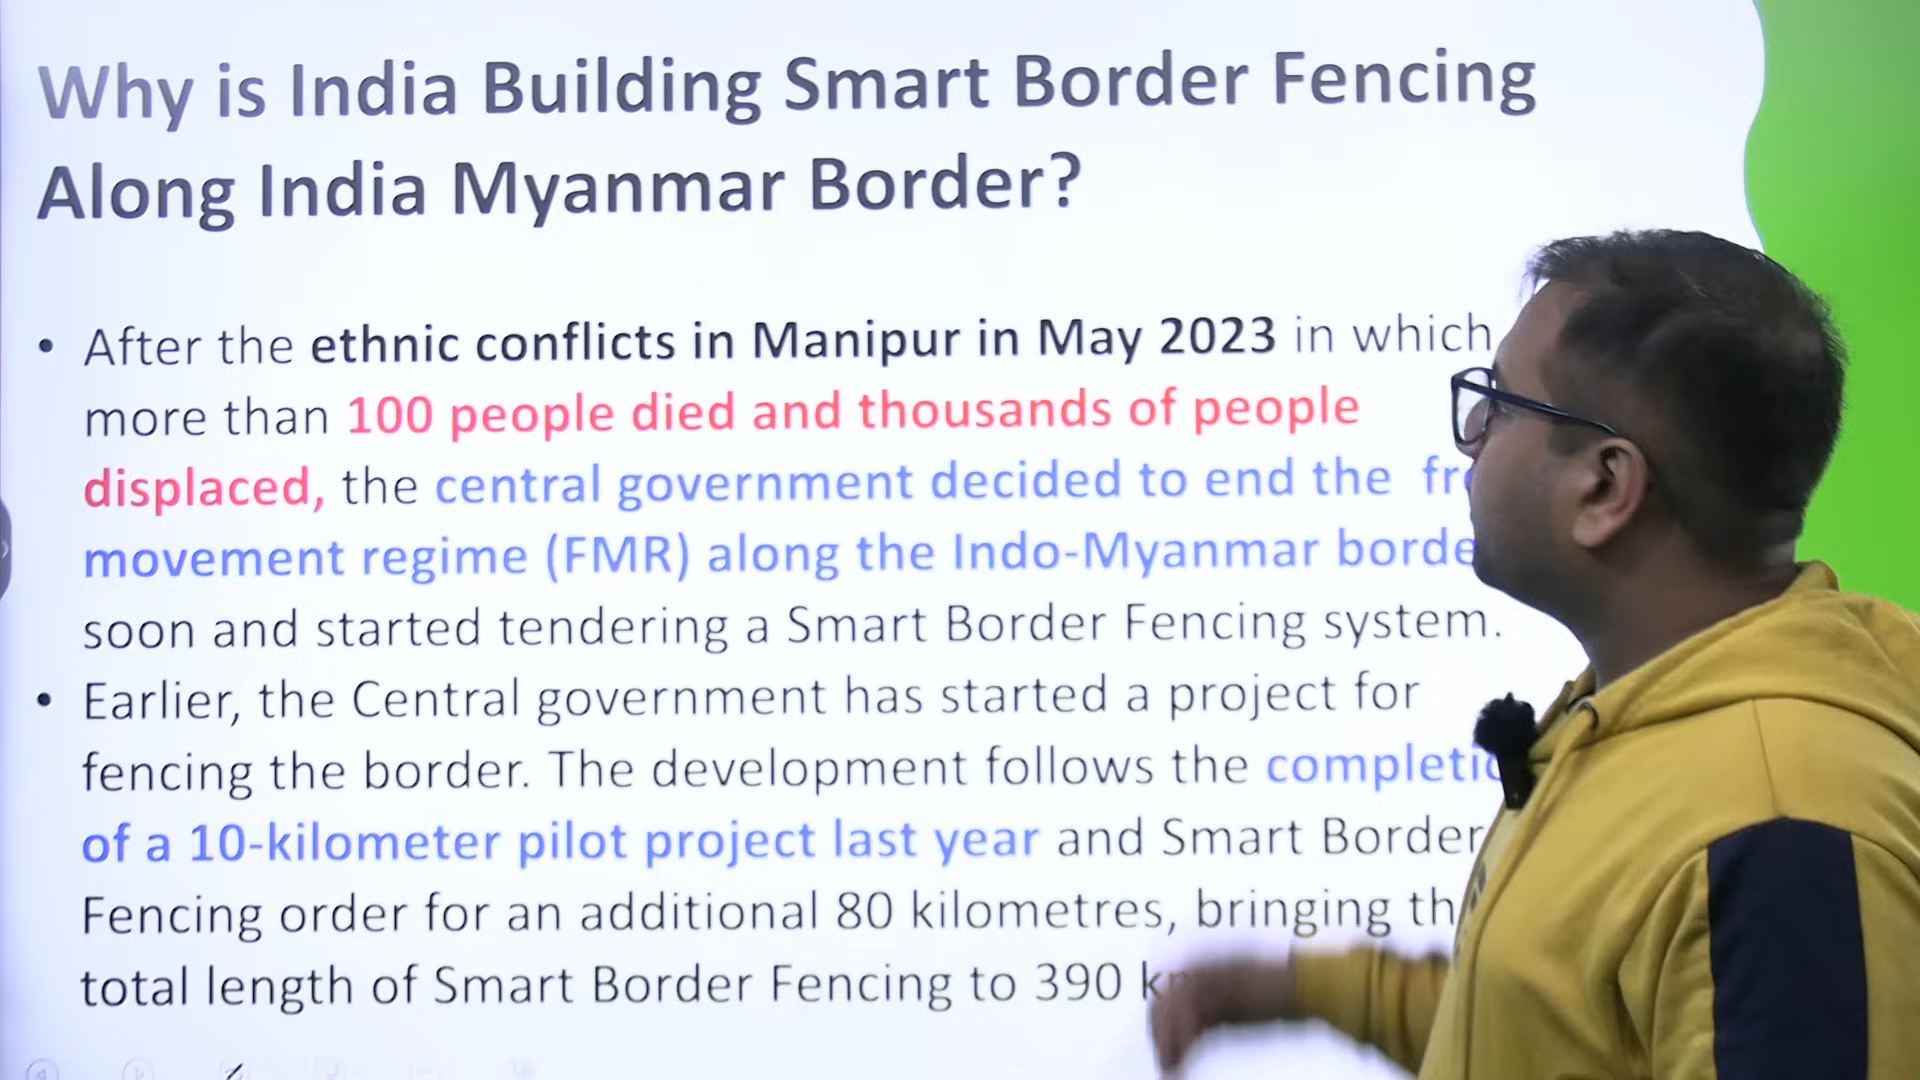 Why is India Building Smart Border Fencing
Along India Myanmar Border?
• After the ethnic conflicts in Manipur in May 2023 in which
more than 100 people died and thousands of people
displaced, the central government decided to end the
movement regime (FMR) along the Indo-Myanmar
soon and started tendering a Smart Border Fencing system.
• Earlier, the Central government has started a project for
fencing the border. The development follows the
of a 10-kilometer pilot project last year and Smart Border
Fencing order for an additional 80 kilometres, bringing
total length of Smart Border Fencing to 390